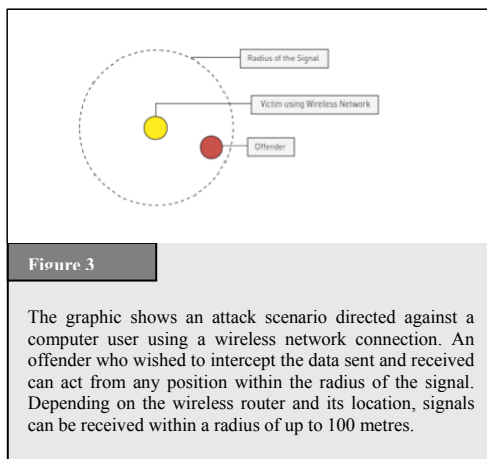 Radius of the Signal
Victim using Wireless Network
Offender
Figure 3
The graphic shows an attack scenario directed against a
computer user using a wireless network connection. An
offender who wished to intercept the data sent and received
can act from any position within the radius of the signal.
Depending on the wireless router and its location, signals
can be received within a radius of up to 100 metres.